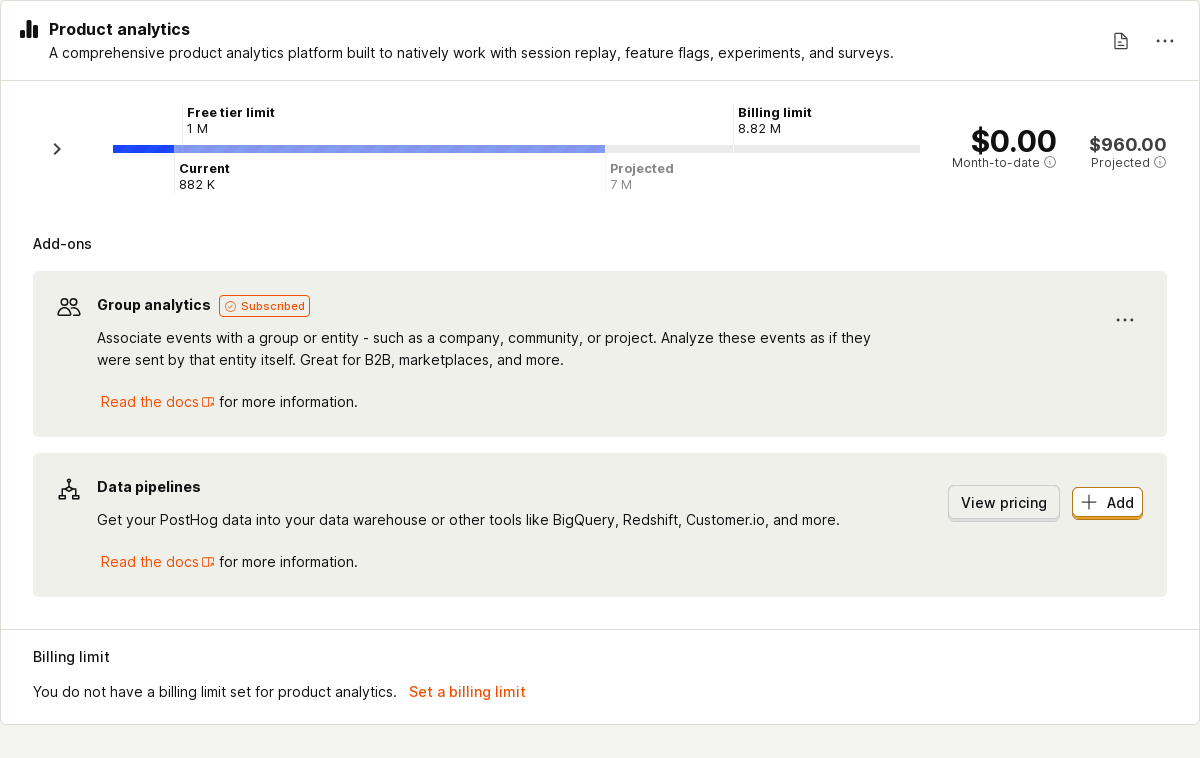 Product analytics
A comprehensive product analytics platform built to natively work with session replay, feature flags, experiments, and surveys.
Free tier limit
1 M
Billing limit
8.82 M
Current
882 K
Projected
7 M
$0.00
Month-to-date
$960.00
Projected
Add-ons
Group analytics Subscribed
Associate events with a group or entity - such as a company, community, or project. Analyze these events as if they
were sent by that entity itself. Great for B2B, marketplaces, and more.
Read the docs for more information.
Data pipelines
Get your PostHog data into your data warehouse or other tools like BigQuery, Redshift, Customer.io, and more.
View pricing
Add
Read the docs for more information.
Billing limit
You do not have a billing limit set for product analytics. Set a billing limit